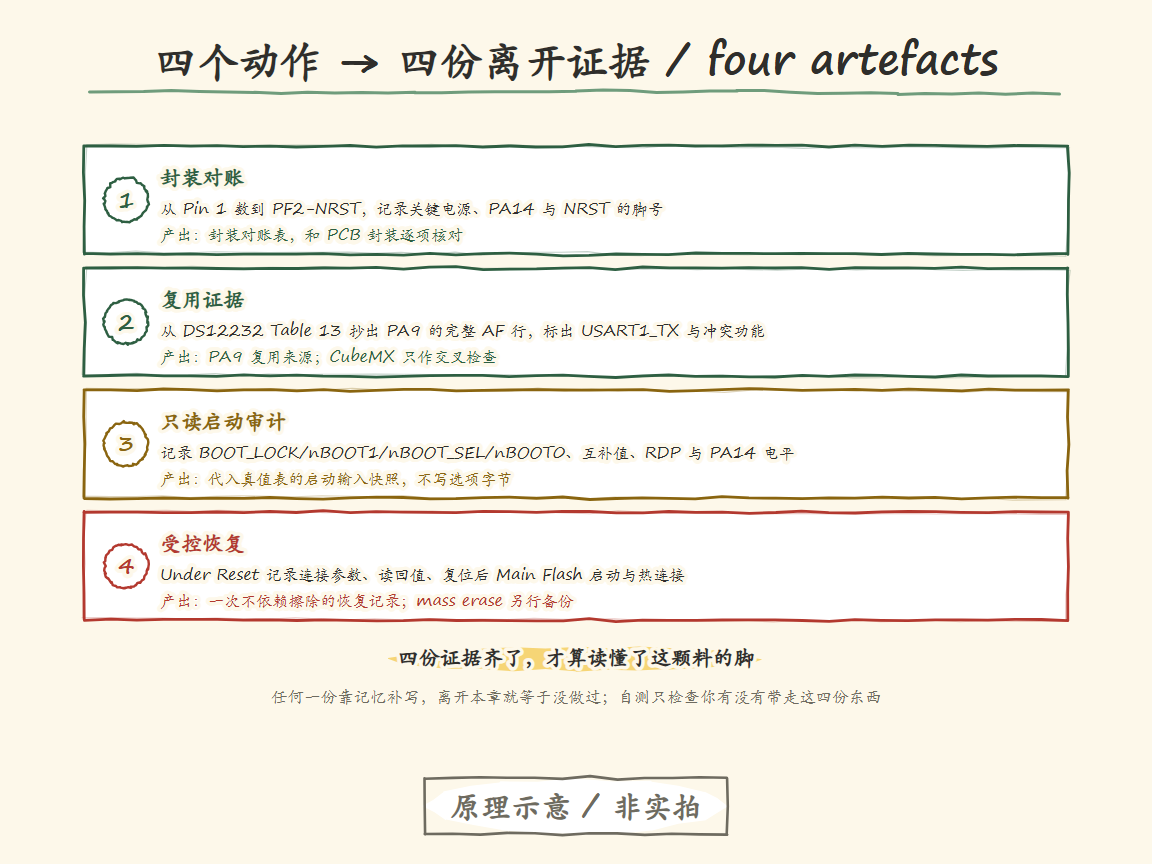 四个动作 → 四份离开证据 / four artefacts
1
封装对账
从 Pin 1 数到 PF2-NRST，记录关键电源、PA14 与 NRST 的脚号
产出：封装对账表，和 PCB 封装逐项核对
2
复用证据
从 DS12232 Table 13 抄出 PA9 的完整 AF 行，标出 USART1_TX 与冲突功能
产出：PA9 复用来源；CubeMX 只作交叉检查
3
只读启动审计
记录 BOOT_LOCK/nBOOT1/nBOOT_SEL/nBOOT0、互补值、RDP 与 PA14 电平
产出：代入真值表的启动输入快照，不写选项字节
4
受控恢复
Under Reset 记录连接参数、读回值、复位后 Main Flash 启动与热连接
产出：一次不依赖擦除的恢复记录；mass erase 另行备份
四份证据齐了，才算读懂了这颗料的脚
任何一份靠记忆补写，离开本章就等于没做过；自测只检查你有没有带走这四份东西
原理示意 / 非实拍